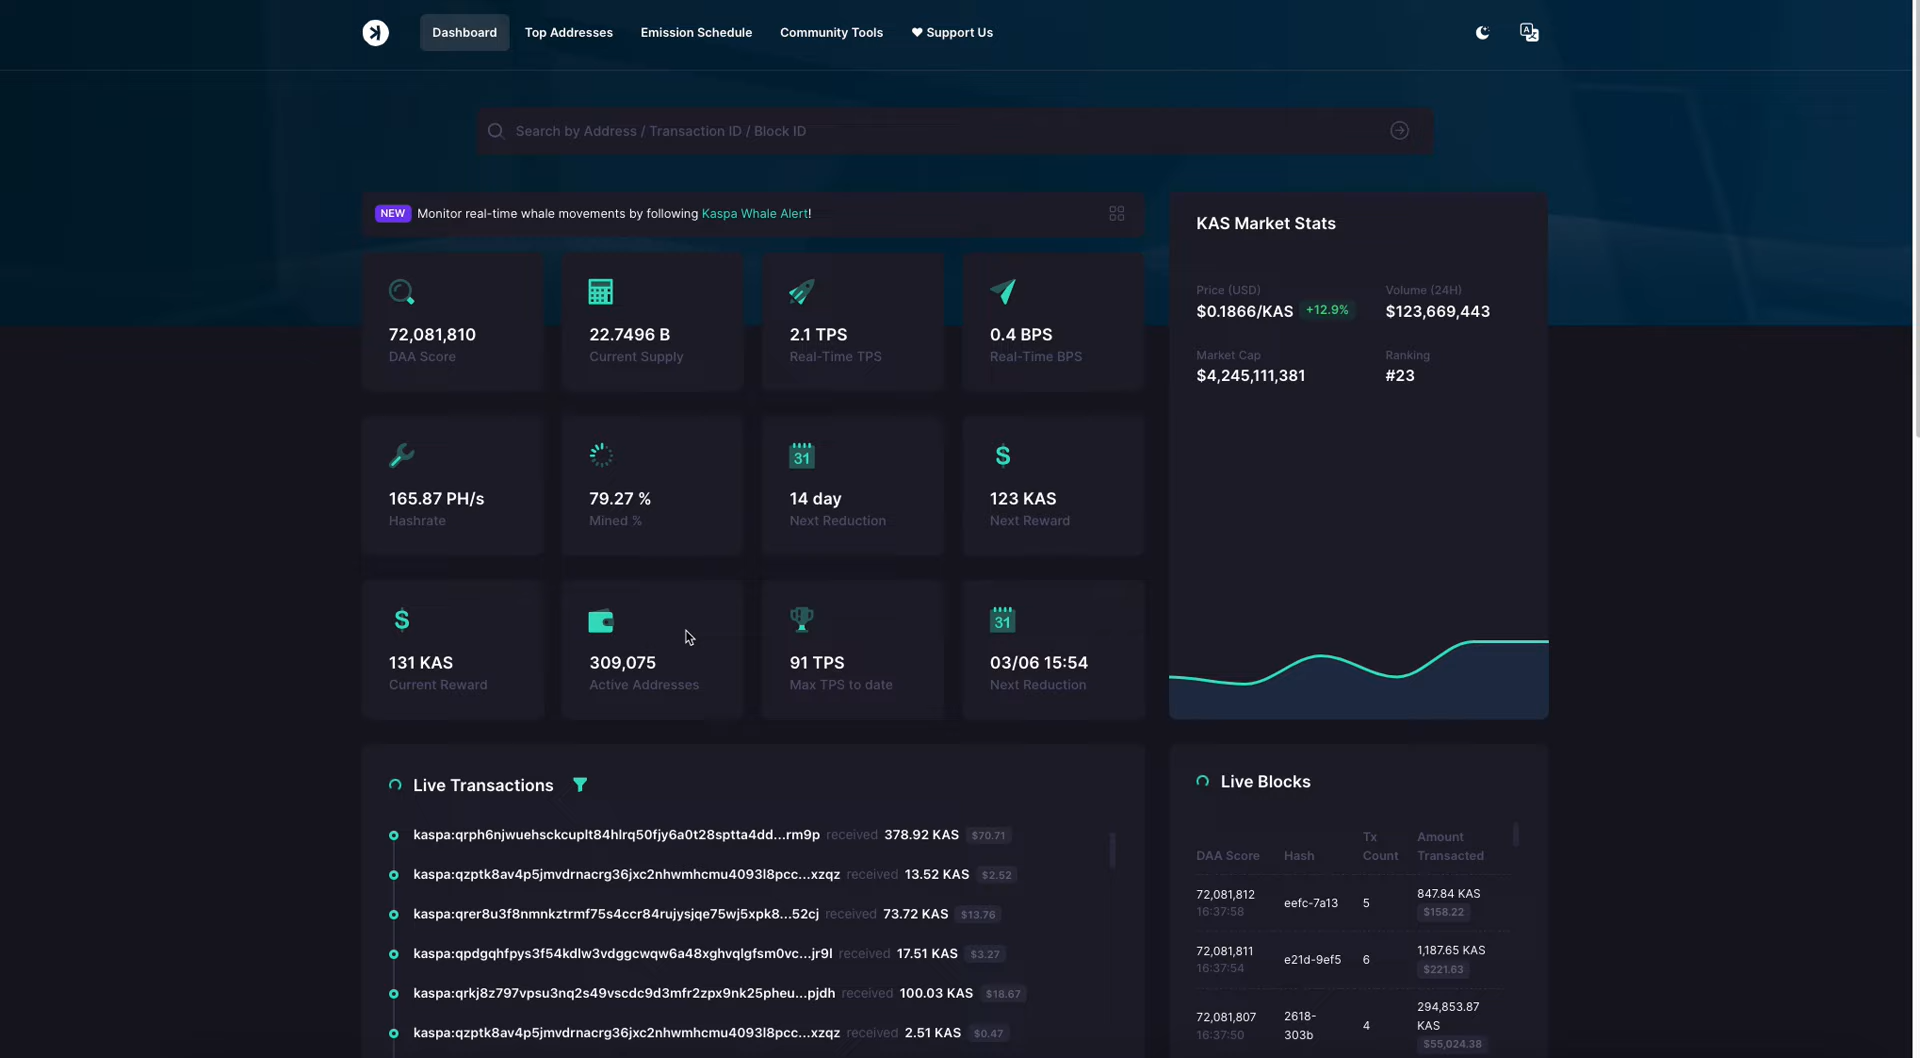 Dashboard Top Addresses Emission Schedule Community Tools Support Us
Search by Address / Transaction ID / Block ID
NEW Monitor real-time whale movements by following Kaspa Whale Alert!
72,081,810
DAA Score
22.7496 B
Current Supply
2.1 TPS
Real-Time TPS
0.4 BPS
Real-Time BPS
165.87 PH/s
Hashrate
79.27 %
Mined %
31
14 day
Next Reduction
$
123 KAS
Next Reward
$
131 KAS
Current Reward
309,075
Active Addresses
91 TPS
Max TPS to date
31
03/06 15:54
Next Reduction
KAS Market Stats
Price (USD)
$0.1866/KAS +12.9%
Volume (24H)
$123,669,443
Market Cap
$4,245,111,381
Ranking
#23
Live Transactions
kaspa:qrph6njwuehsckcuplt84hlrq50fjy6a0t28sptta4dd...rm9p received 378.92 KAS $70.71
kaspa:qzptk8av4p5jmvdrnacrg36jxc2nhwmhcmu4093l8pcc...xzqz received 13.52 KAS $2.52
kaspa:qrer8u3f8nmnkztrmf75s4ccr84rujysjqe75wj5xpk8...52cj received 73.72 KAS $13.76
kaspa:qpdgqhfpys3f54kdlw3vdggcwqw6a48xghvqlgfsm0vc...jr9l received 17.51 KAS $3.27
kaspa:qrkj8z797vpsu3nq2s49vscdc9d3mfr2zpx9nk25pheu...pjdh received 100.03 KAS $18.67
kaspa:qzptk8av4p5jmvdrnacrg36jxc2nhwmhcmu4093l8pcc...xzqz received 2.51 KAS $0.47
Live Blocks
DAA Score Hash Tx Count Amount Transacted
72,081,812 eefc-7a13 5 847.84 KAS
16:37:58 $158.22
72,081,811 e21d-9ef5 6 1,187.65 KAS
16:37:54 $221.63
72,081,807 2618-303b 4 294,853.87 KAS
16:37:50 $55,024.38